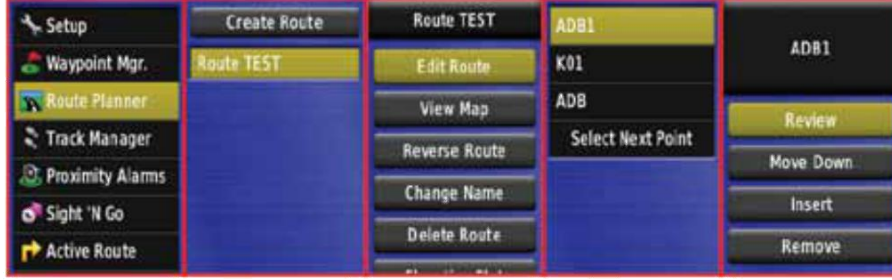 Setup
Waypoint Mgr.
Route Planner
Track Manager
Proximity Alarms
Sight 'N Go
Active Route
Create Route
Route TEST
Route TEST
Edit Route
View Map
Reverse Route
Change Name
Delete Route
ADB1
K01
ADB
Select Next Point
ADB1
Review
Move Down
Insert
Remove